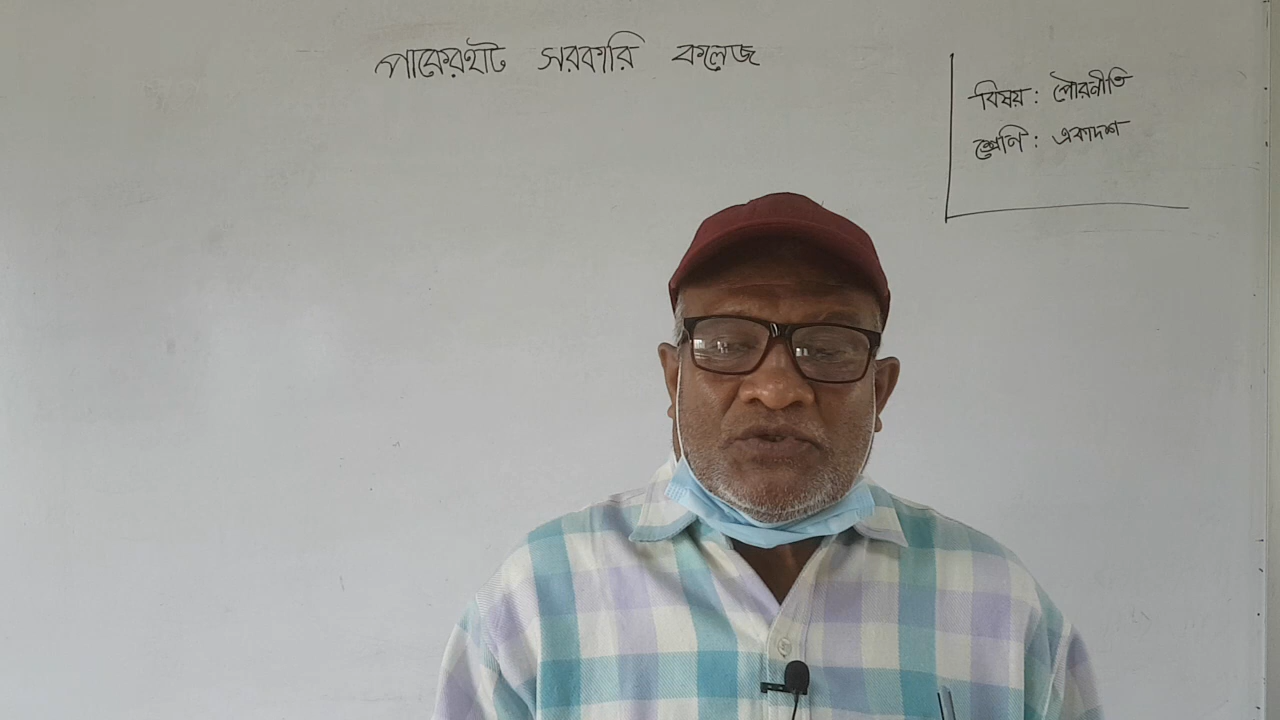 পাকেরহাট সরকারি কলেজ
বিষয় : পৌরনীতি
শ্রেণি : একাদশ